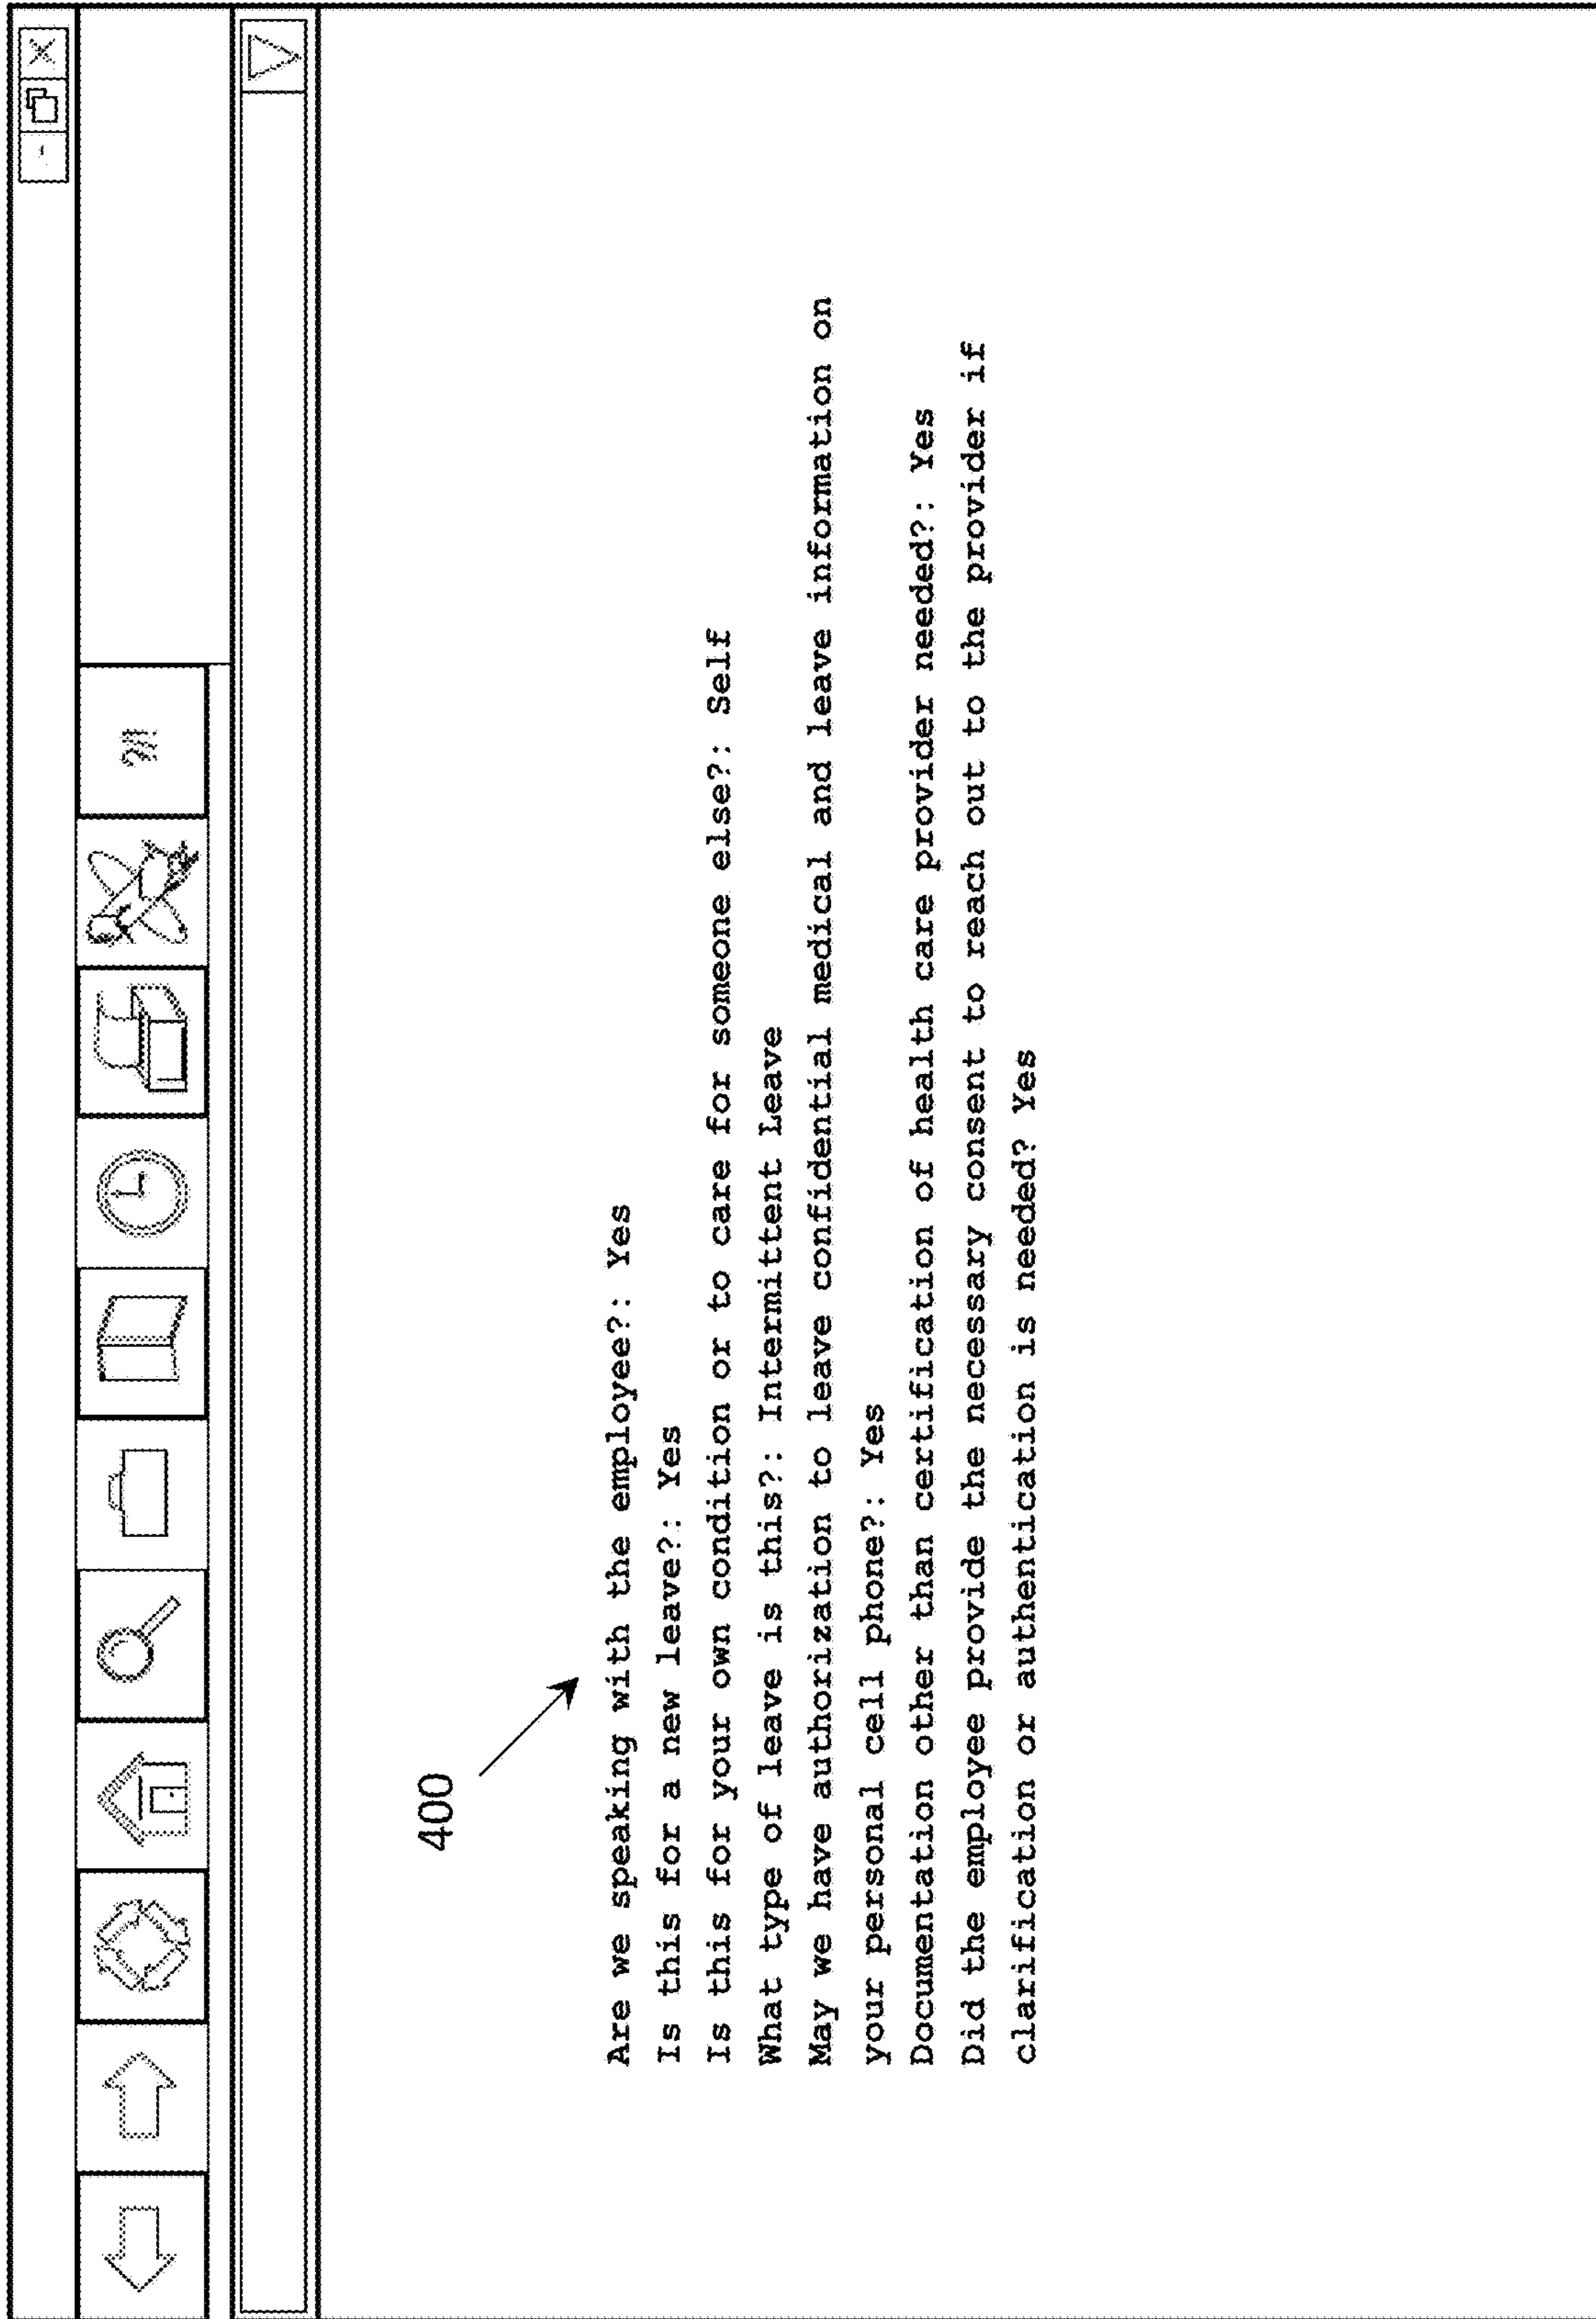 ?/!
400
Are we speaking with the employee?: Yes
Is this for a new leave?: Yes
Is this for your own condition or to care for someone else?: Self
What type of leave is this?: Intermittent Leave
May we have authorization to leave confidential medical and leave information on
your personal cell phone?: Yes
Documentation other than certification of health care provider needed?: Yes
Did the employee provide the necessary consent to reach out to the provider if
clarification or authentication is needed? Yes